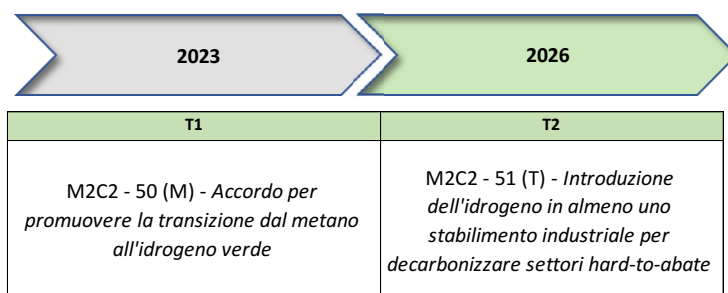 2023
2026
T1
T2
M2C2 - 50 (M) - Accordo per
promuovere la transizione dal metano
all'idrogeno verde
M2C2 - 51 (T) - Introduzione
dell'idrogeno in almeno uno
stabilimento industriale per
decarbonizzare settori hard-to-abate